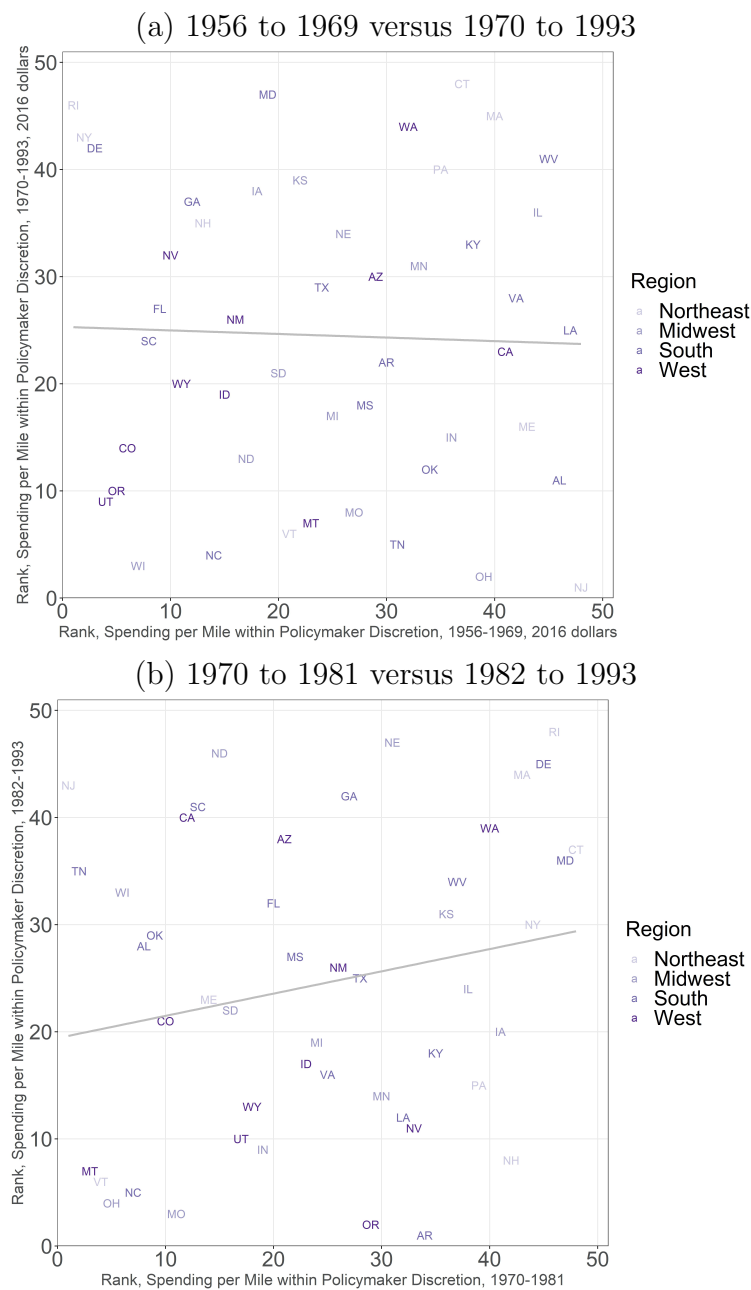 (a) 1956 to 1969 versus 1970 to 1993
Rank, Spending per Mile within Policymaker Discretion, 1970-1993, 2016 dollars
50
40
30
20
10
0
RI
NY
DE
MD
CT
MA
WA
PA
WV
GA
NH
IA
KS
IL
NV
NE
KY
MN
AZ
TX
VA
FL
NM
LA
SC
CA
AR
WY
ID
SD
MS
MI
ME
CO
IN
ND
OK
OR
UT
AL
MO
MT
VT
TN
NC
WI
OH
NJ
0 10 20 30 40 50
Rank, Spending per Mile within Policymaker Discretion, 1956-1969, 2016 dollars
Region
a Northeast
a Midwest
a South
a West
(b) 1970 to 1981 versus 1982 to 1993
Rank, Spending per Mile within Policymaker Discretion, 1982-1993
50
40
30
20
10
0
RI
NE
ND
DE
MA
NJ
GA
SC
CA
WA
AZ
CT
MD
TN
WV
WI
FL
KS
NY
OK
AL
MS
NM
TX
IL
ME
SD
CO
IA
MI
KY
ID
VA
PA
MN
WY
LA
NV
UT
IN
NH
MT
VT
NC
OH
MO
OR
AR
0 10 20 30 40 50
Rank, Spending per Mile within Policymaker Discretion, 1970-1981
Region
a Northeast
a Midwest
a South
a West